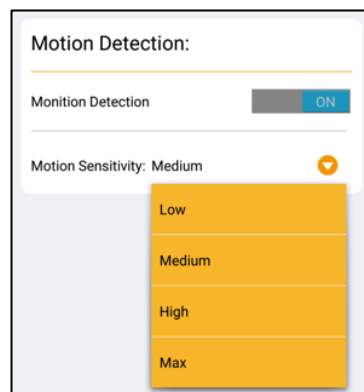 Motion Detection:
Monition Detection
ON
Motion Sensitivity: Medium
Low
Medium
High
Max